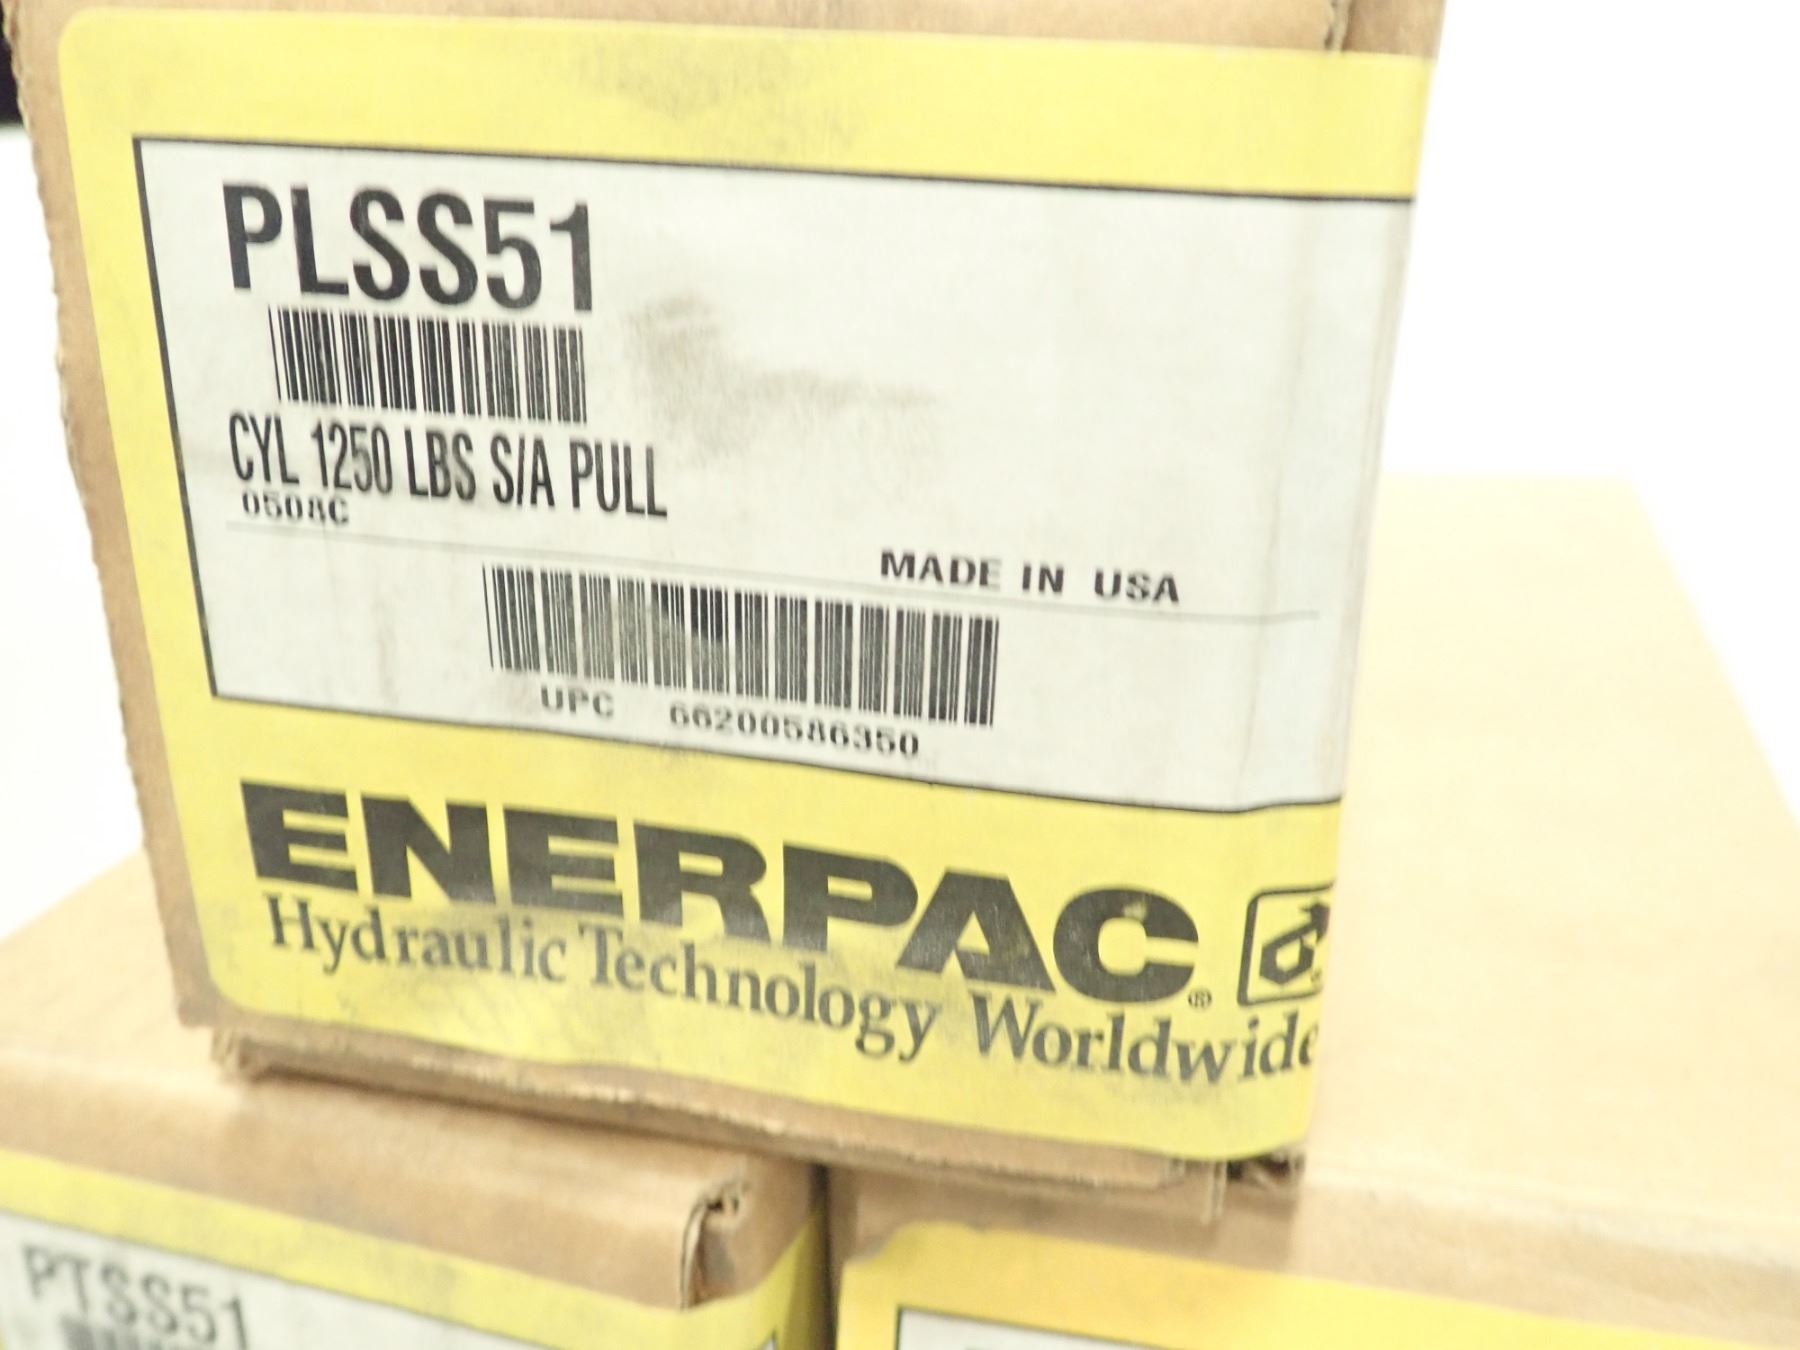 PLSS51
CYL 1250 LBS S/A PULL
0508C
MADE IN USA
UPC 66200586350
ENERPAC®
Hydraulic Technology Worldwide
PTSS51